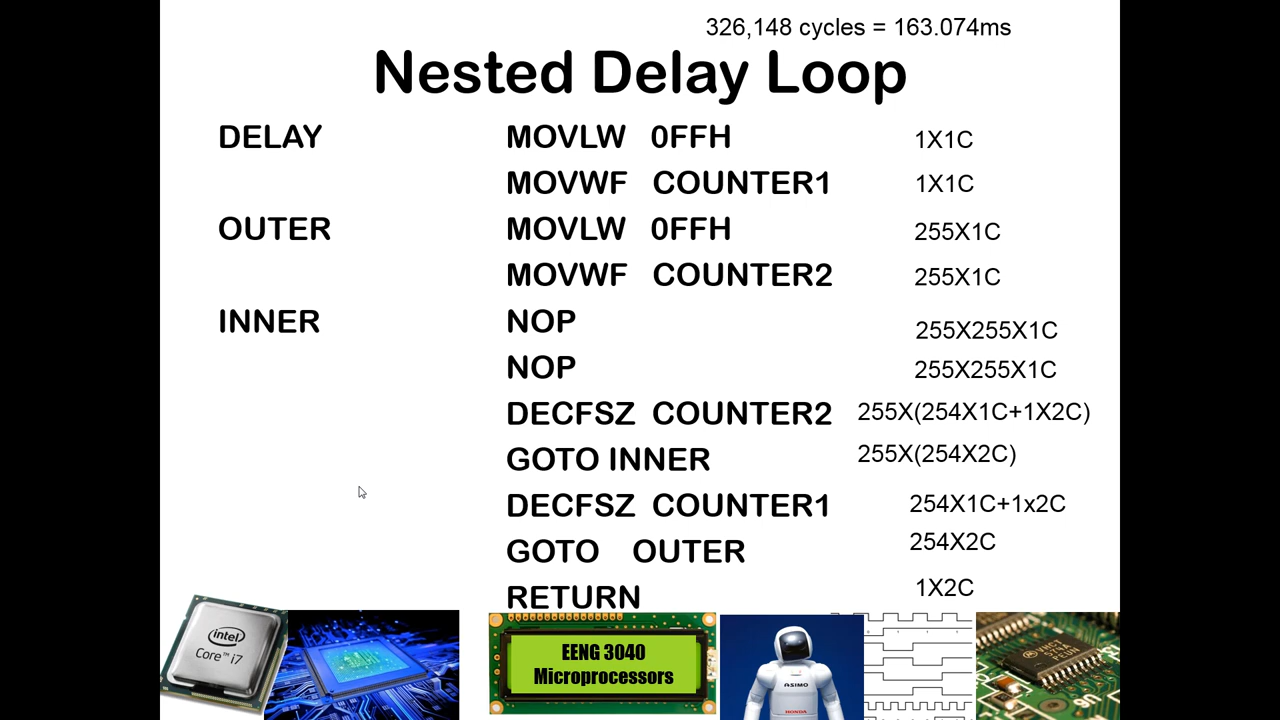 326,148 cycles = 163.074ms
Nested Delay Loop
DELAY MOVLW 0FFH 1X1C
MOVWF COUNTER1 1X1C
OUTER MOVLW 0FFH 255X1C
MOVWF COUNTER2 255X1C
INNER NOP 255X255X1C
NOP 255X255X1C
DECFSZ COUNTER2 255X(254X1C+1X2C)
GOTO INNER 255X(254X2C)
DECFSZ COUNTER1 254X1C+1x2C
GOTO OUTER 254X2C
RETURN 1X2C
intel
Core™ i7
EENG 3040
Microprocessors
ASIMO
HONDA